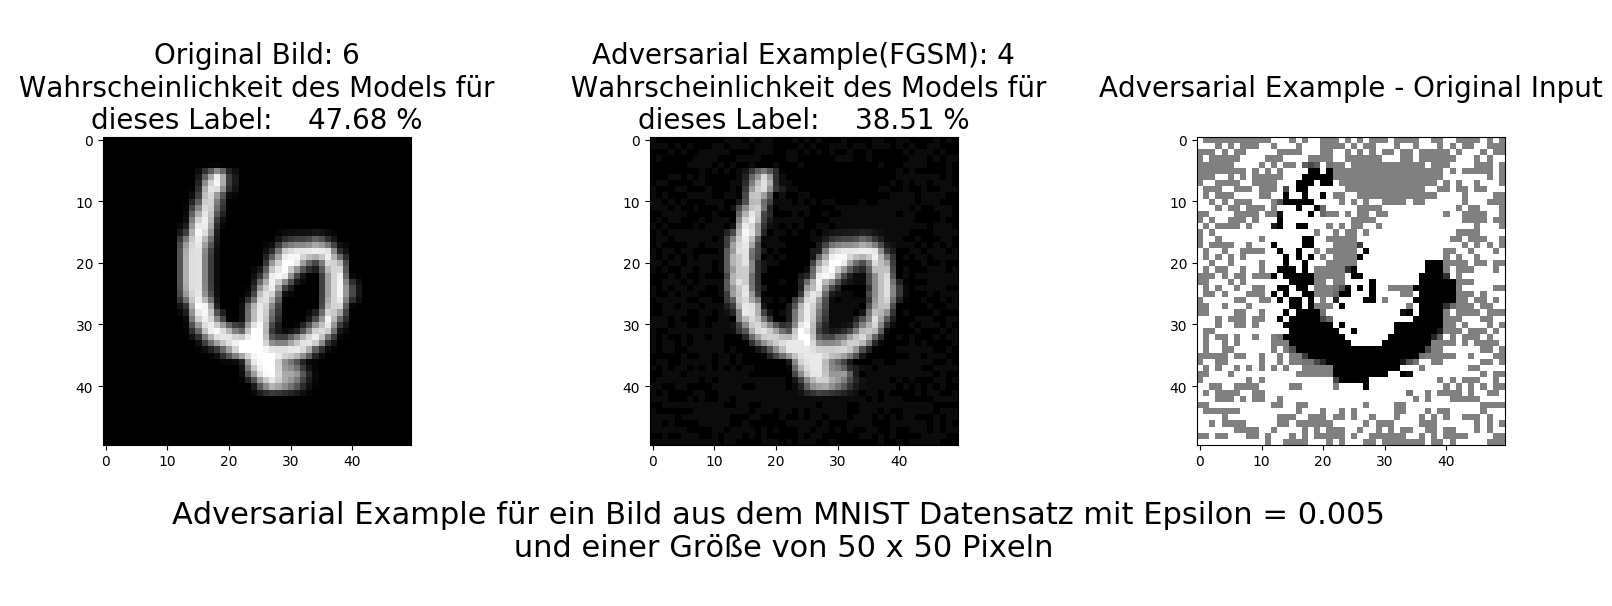 Original Bild: 6
Wahrscheinlichkeit des Models für
dieses Label: 47.68 %
0
10
20
30
40
0 10 20 30 40
Adversarial Example(FGSM): 4
Wahrscheinlichkeit des Models für
dieses Label: 38.51 %
0
10
20
30
40
0 10 20 30 40
Adversarial Example - Original Input
0
10
20
30
40
0 10 20 30 40
Adversarial Example für ein Bild aus dem MNIST Datensatz mit Epsilon = 0.005
und einer Größe von 50 x 50 Pixeln